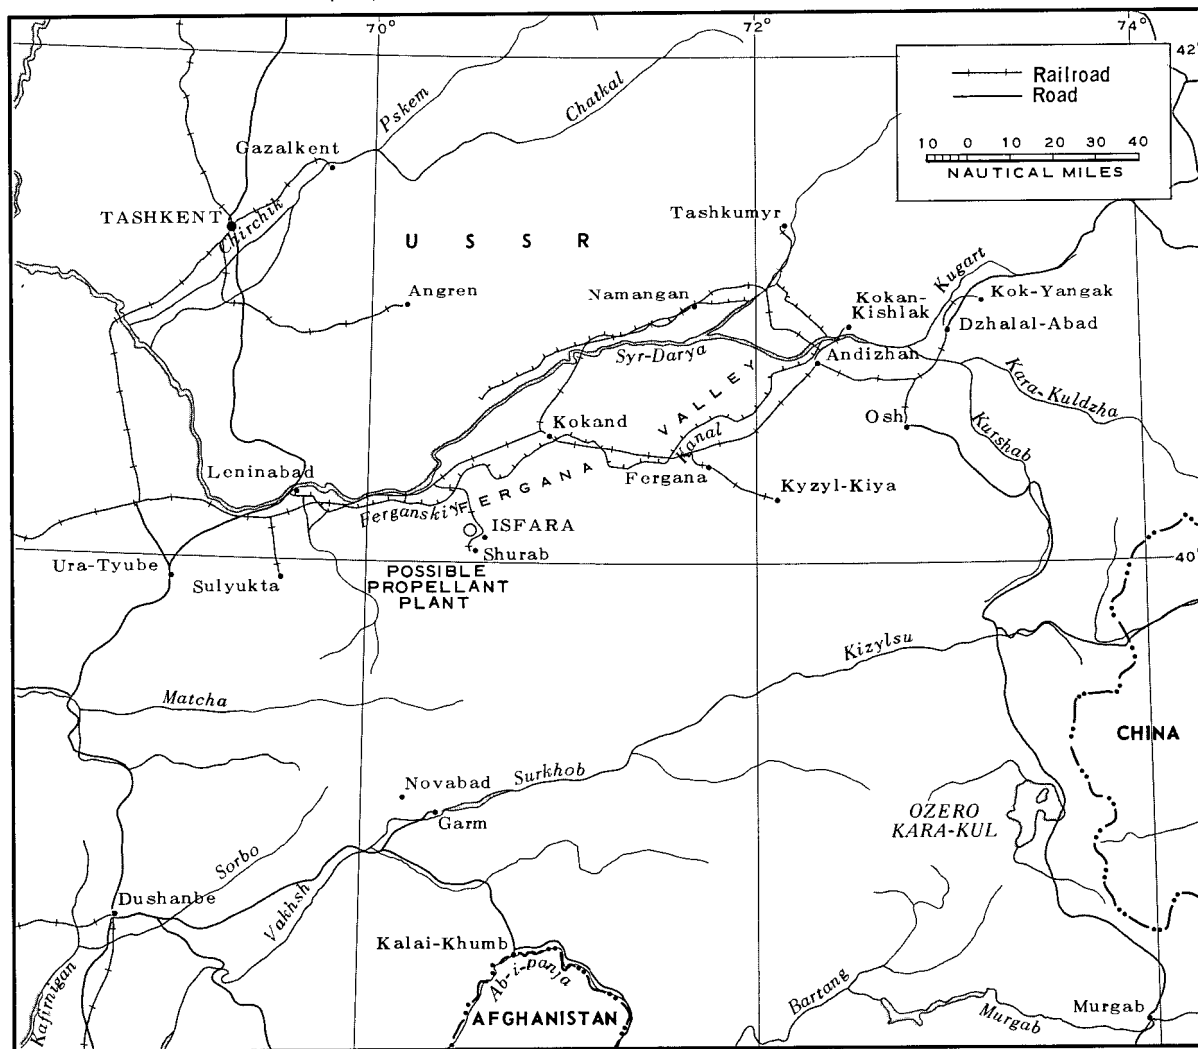 70°
72°
74°
42°
Railroad
Road
10 0 10 20 30 40
NAUTICAL MILES
Pskem
Chatkal
Gazalkent
TASHKENT
Chirchik
USSR
Tashkumyr
Angren
Namangan
Kokan-
Kishlak
Kugart
Kok-Yangak
Dzhalal-Abad
Syr-Darya
Andizhan
Kara-Kuldzha
VALLEY
Kokand
Osh
Kurshab
Kanal
Leninabad
FERGANA
Fergana
Kyzyl-Kiya
Ferganskiy
ISFARA
Shurab
Ura-Tyube
Sulyukta
40°
POSSIBLE
PROPELLANT
PLANT
Kizylsu
Matcha
CHINA
Novabad
Surkhob
Garm
OZERO
KARA-KUL
Sorbo
Dushanbe
Vakhsh
Kalai-Khumb
Ab-i-panja
Kafirnigan
Bartang
AFGHANISTAN
Murgab
Murgab